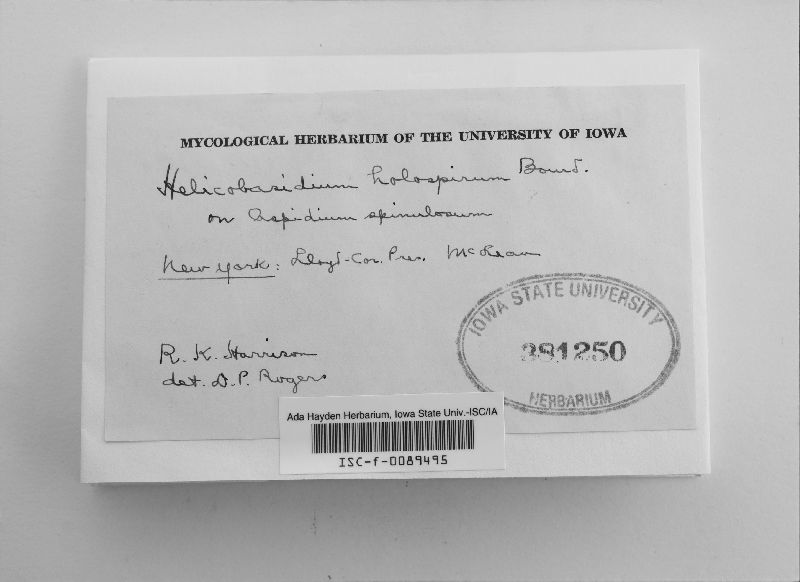 MYCOLOGICAL HERBARIUM OF THE UNIVERSITY OF IOWA
Helicobasidium holospirum Bourd.
on Aspidium spinulosum
New York: Lloyd-Cor. Pres. McLean
R. K. Harrison
det. D. P. Rogers
IOWA STATE UNIVERSITY
381250
HERBARIUM
Ada Hayden Herbarium, Iowa State Univ.-ISC/IA
ISC-f-0089495